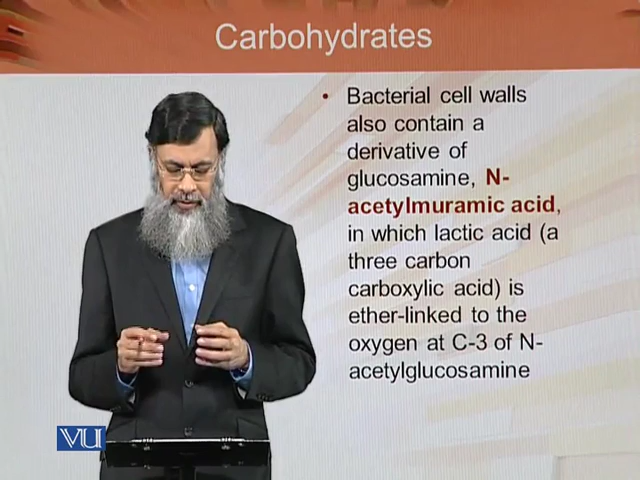 Carbohydrates
• Bacterial cell walls
also contain a
derivative of
glucosamine, N-
acetylmuramic acid,
in which lactic acid (a
three carbon
carboxylic acid) is
ether-linked to the
oxygen at C-3 of N-
acetylglucosamine
VU